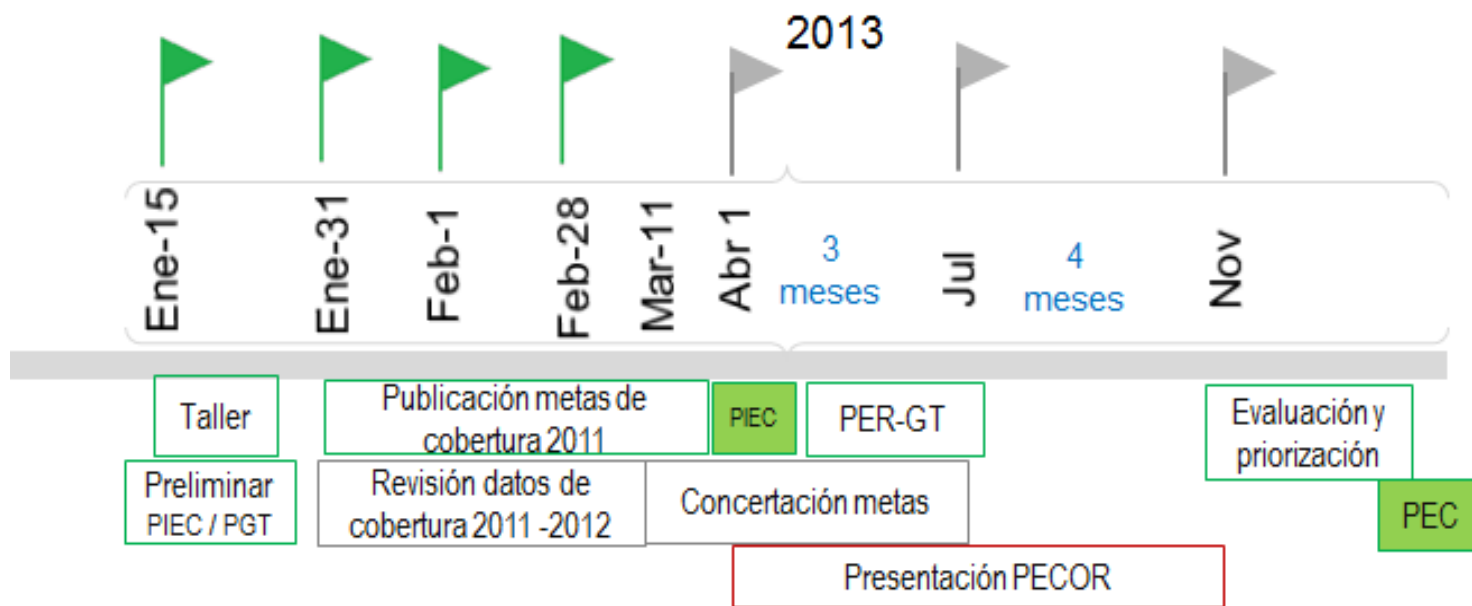 2013
Ene-15
Ene-31
Feb-1
Feb-28
Mar-11
Abr 1
3
meses
Jul
4
meses
Nov
Taller
Publicación metas de
cobertura 2011
PIEC
PER-GT
Evaluación y
priorización
Preliminar
PIEC / PGT
Revisión datos de
cobertura 2011 -2012
Concertación metas
PEC
Presentación PECOR